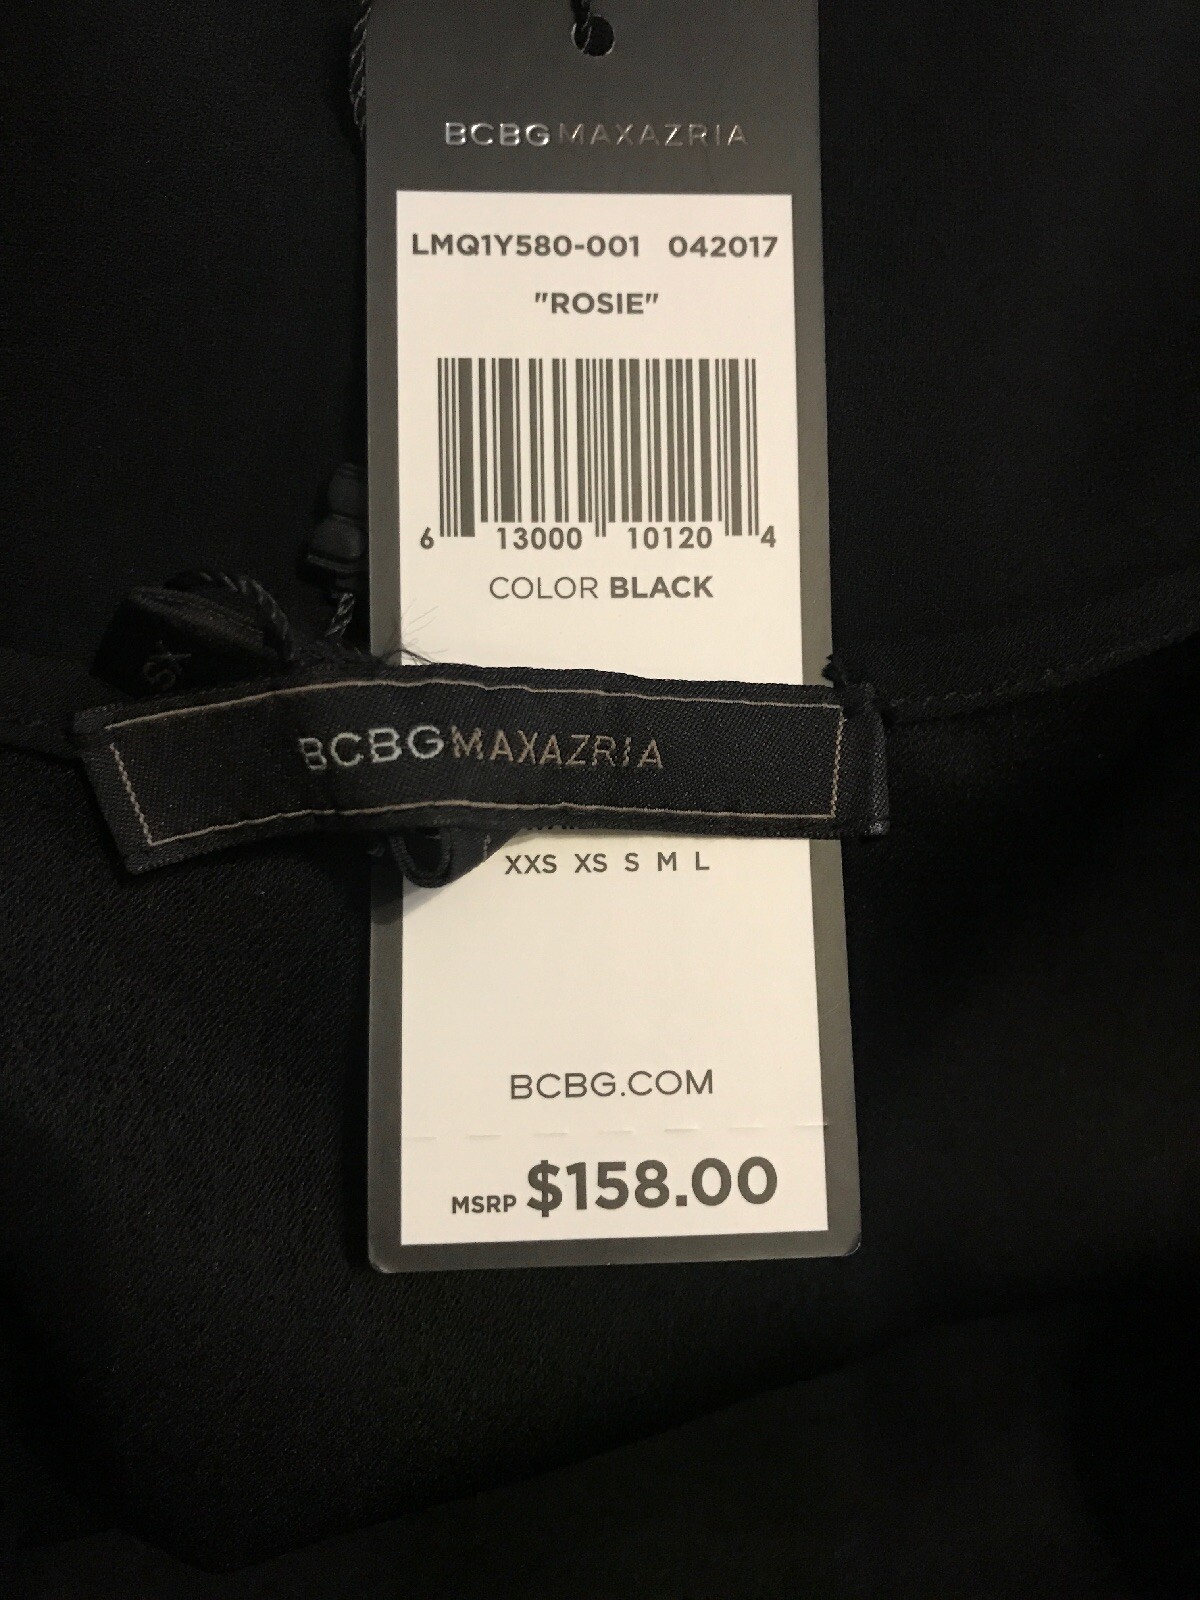 BCBGMAXAZRIA
LMQ1Y580-001 042017
"ROSIE"
6 13000 10120 4
COLOR BLACK
XS
BCBGMAXAZRIA
XXS XS S M L
BCBG.COM
MSRP $158.00